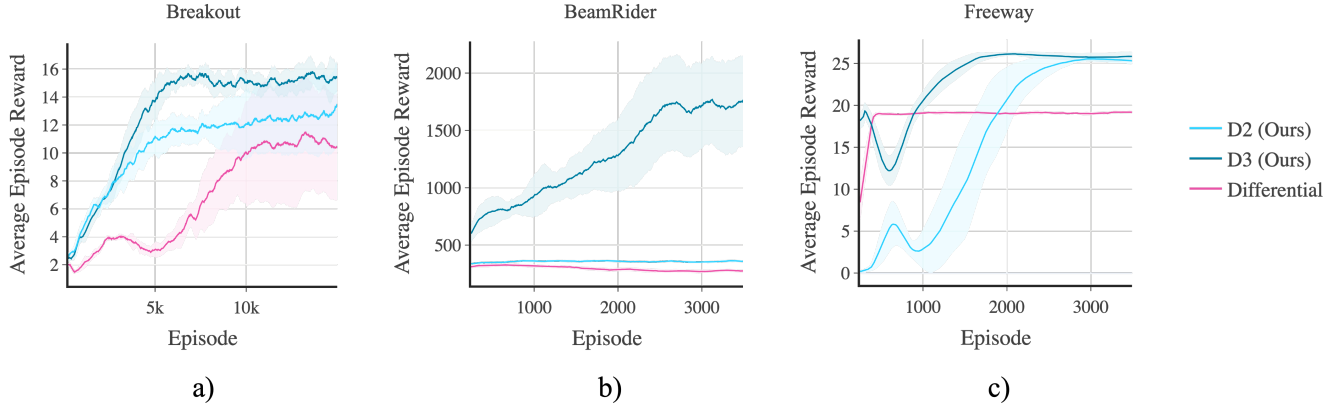 Breakout
Average Episode Reward
16
14
12
10
8
6
4
2
5k
10k
Episode
a)
BeamRider
Average Episode Reward
2000
1500
1000
500
1000
2000
3000
Episode
b)
Freeway
Average Episode Reward
25
20
15
10
5
0
1000
2000
3000
Episode
c)
D2 (Ours)
D3 (Ours)
Differential